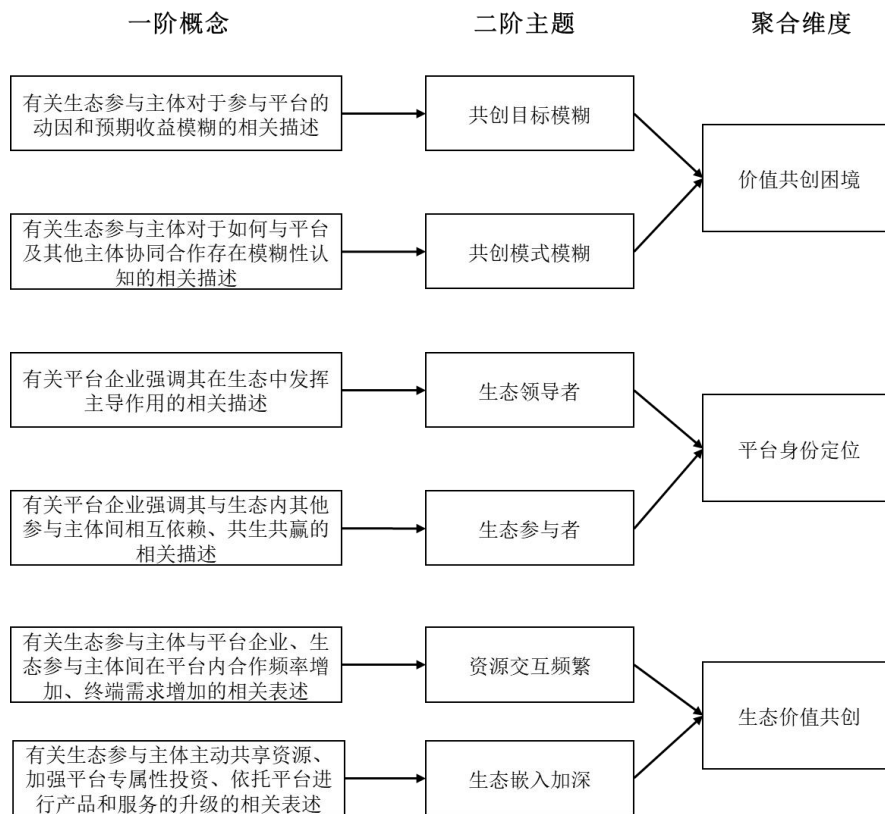 一阶概念
二阶主题
聚合维度
有关生态参与主体对于参与平台的
动因和预期收益模糊的相关描述
共创目标模糊
价值共创困境
有关生态参与主体对于如何与平台
及其他主体协同合作存在模糊性认
知的相关描述
共创模式模糊
有关平台企业强调其在生态中发挥
主导作用的相关描述
生态领导者
平台身份定位
有关平台企业强调其与生态内其他
参与主体间相互依赖、共生共赢的
相关描述
生态参与者
有关生态参与主体与平台企业、生
态参与主体间在平台内合作频率增
加、终端需求增加的相关表述
资源交互频繁
生态价值共创
有关生态参与主体主动共享资源、
加强平台专属性投资、依托平台进
行产品和服务的升级的相关表述
生态嵌入加深